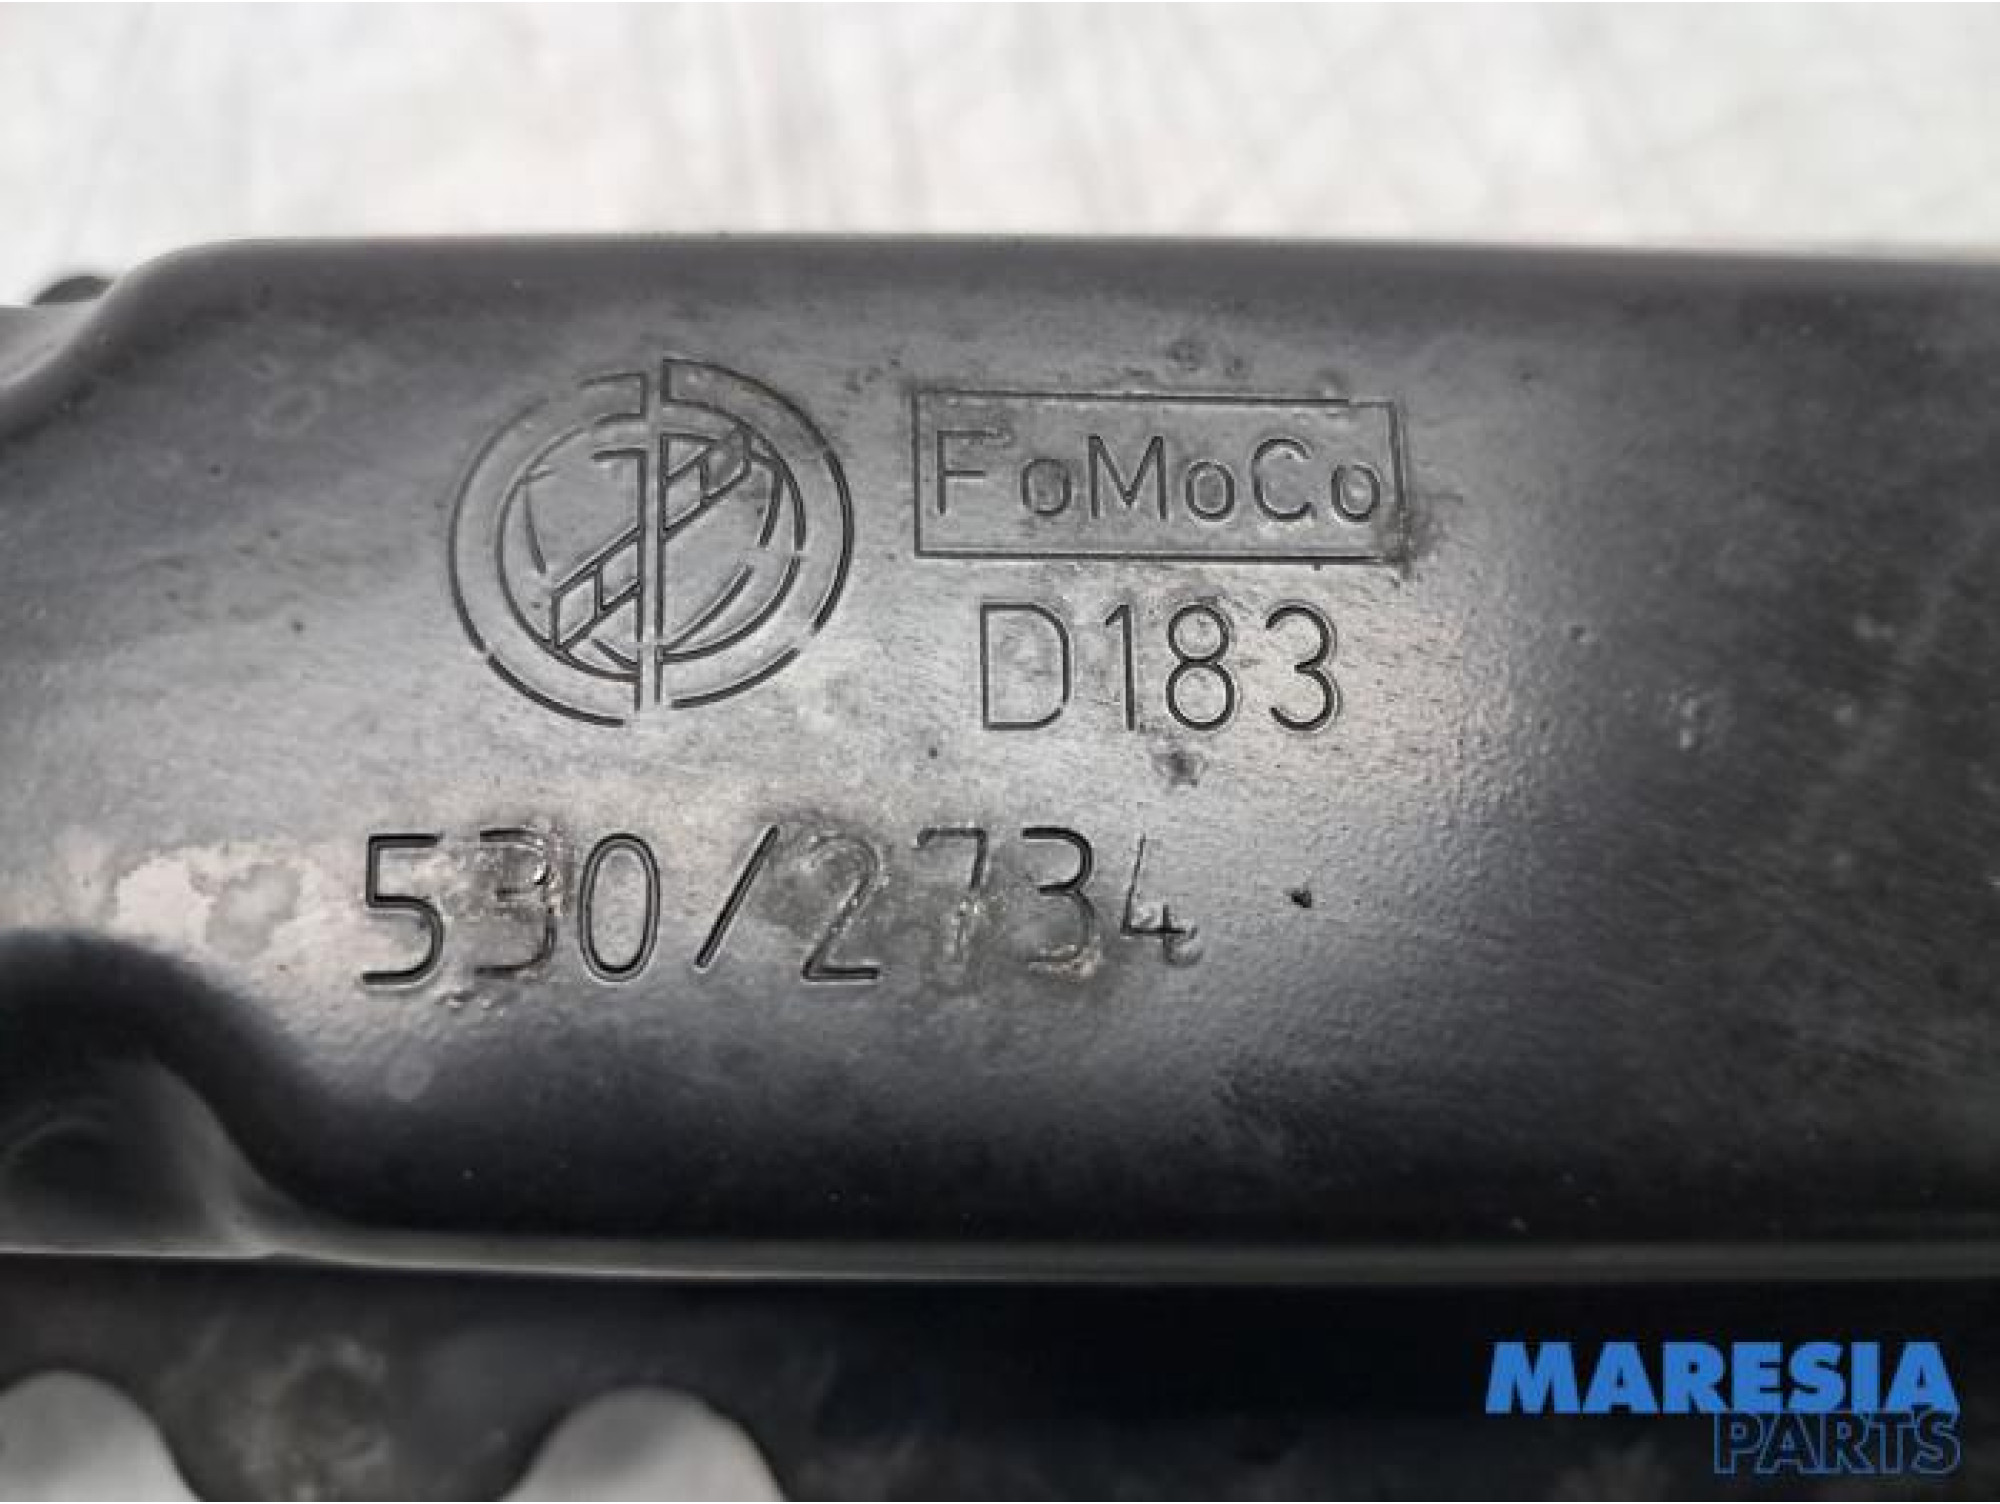 FoMoCo
D183
530/2734
MARESIA
PARTS